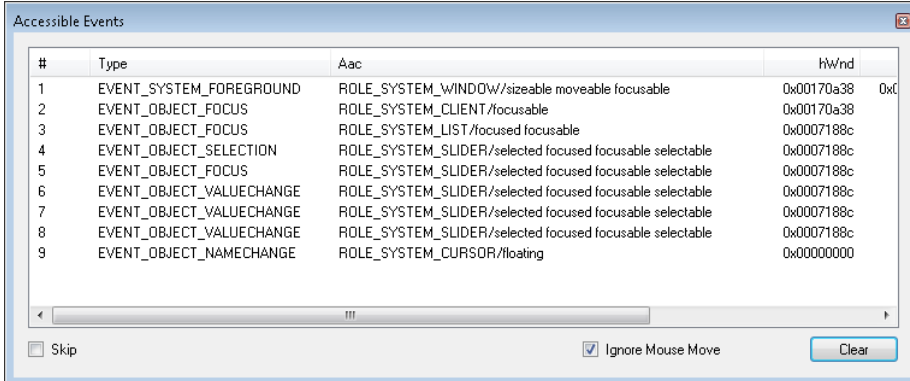 Accessible Events
# Type Aac hWnd
1 EVENT_SYSTEM_FOREGROUND ROLE_SYSTEM_WINDOW/sizeable moveable focusable 0x00170a38
2 EVENT_OBJECT_FOCUS ROLE_SYSTEM_CLIENT/focusable 0x00170a38
3 EVENT_OBJECT_FOCUS ROLE_SYSTEM_LIST/focused focusable 0x0007188c
4 EVENT_OBJECT_SELECTION ROLE_SYSTEM_SLIDER/selected focused focusable selectable 0x0007188c
5 EVENT_OBJECT_FOCUS ROLE_SYSTEM_SLIDER/selected focused focusable selectable 0x0007188c
6 EVENT_OBJECT_VALUECHANGE ROLE_SYSTEM_SLIDER/selected focused focusable selectable 0x0007188c
7 EVENT_OBJECT_VALUECHANGE ROLE_SYSTEM_SLIDER/selected focused focusable selectable 0x0007188c
8 EVENT_OBJECT_VALUECHANGE ROLE_SYSTEM_SLIDER/selected focused focusable selectable 0x0007188c
9 EVENT_OBJECT_NAMECHANGE ROLE_SYSTEM_CURSOR/floating 0x00000000
Skip Ignore Mouse Move Clear